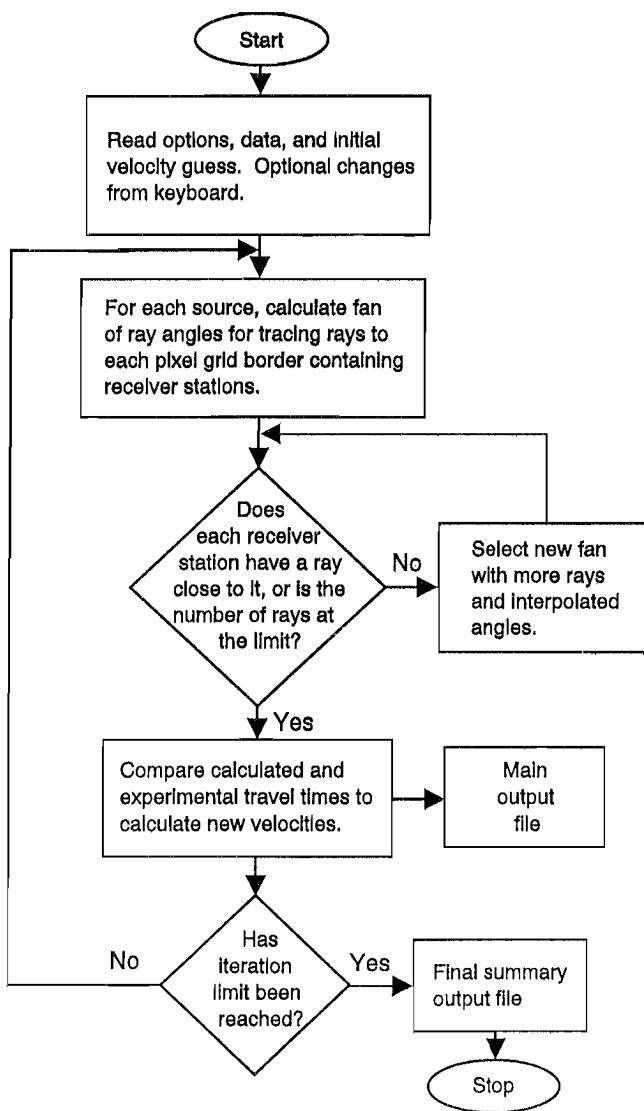 Start
Read options, data, and initial
velocity guess. Optional changes
from keyboard.
For each source, calculate fan
of ray angles for tracing rays to
each pixel grid border containing
receiver stations.
Does
each receiver
station have a ray
close to it, or is the
number of rays at
the limit?
No
Select new fan
with more rays
and interpolated
angles.
Yes
Compare calculated and
experimental travel times to
calculate new velocities.
Main
output
file
Has
iteration
limit been
reached?
No
Yes
Final summary
output file
Stop